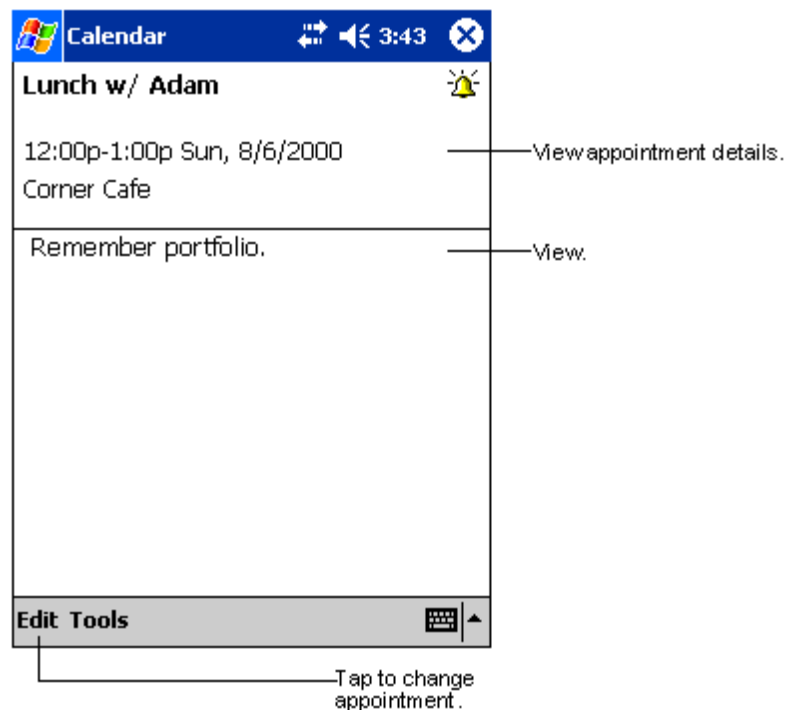 Calendar 3:43
Lunch w/ Adam
12:00p-1:00p Sun, 8/6/2000
View appointment details.
Corner Cafe
Remember portfolio.
View.
Edit Tools
Tap to change
appointment.